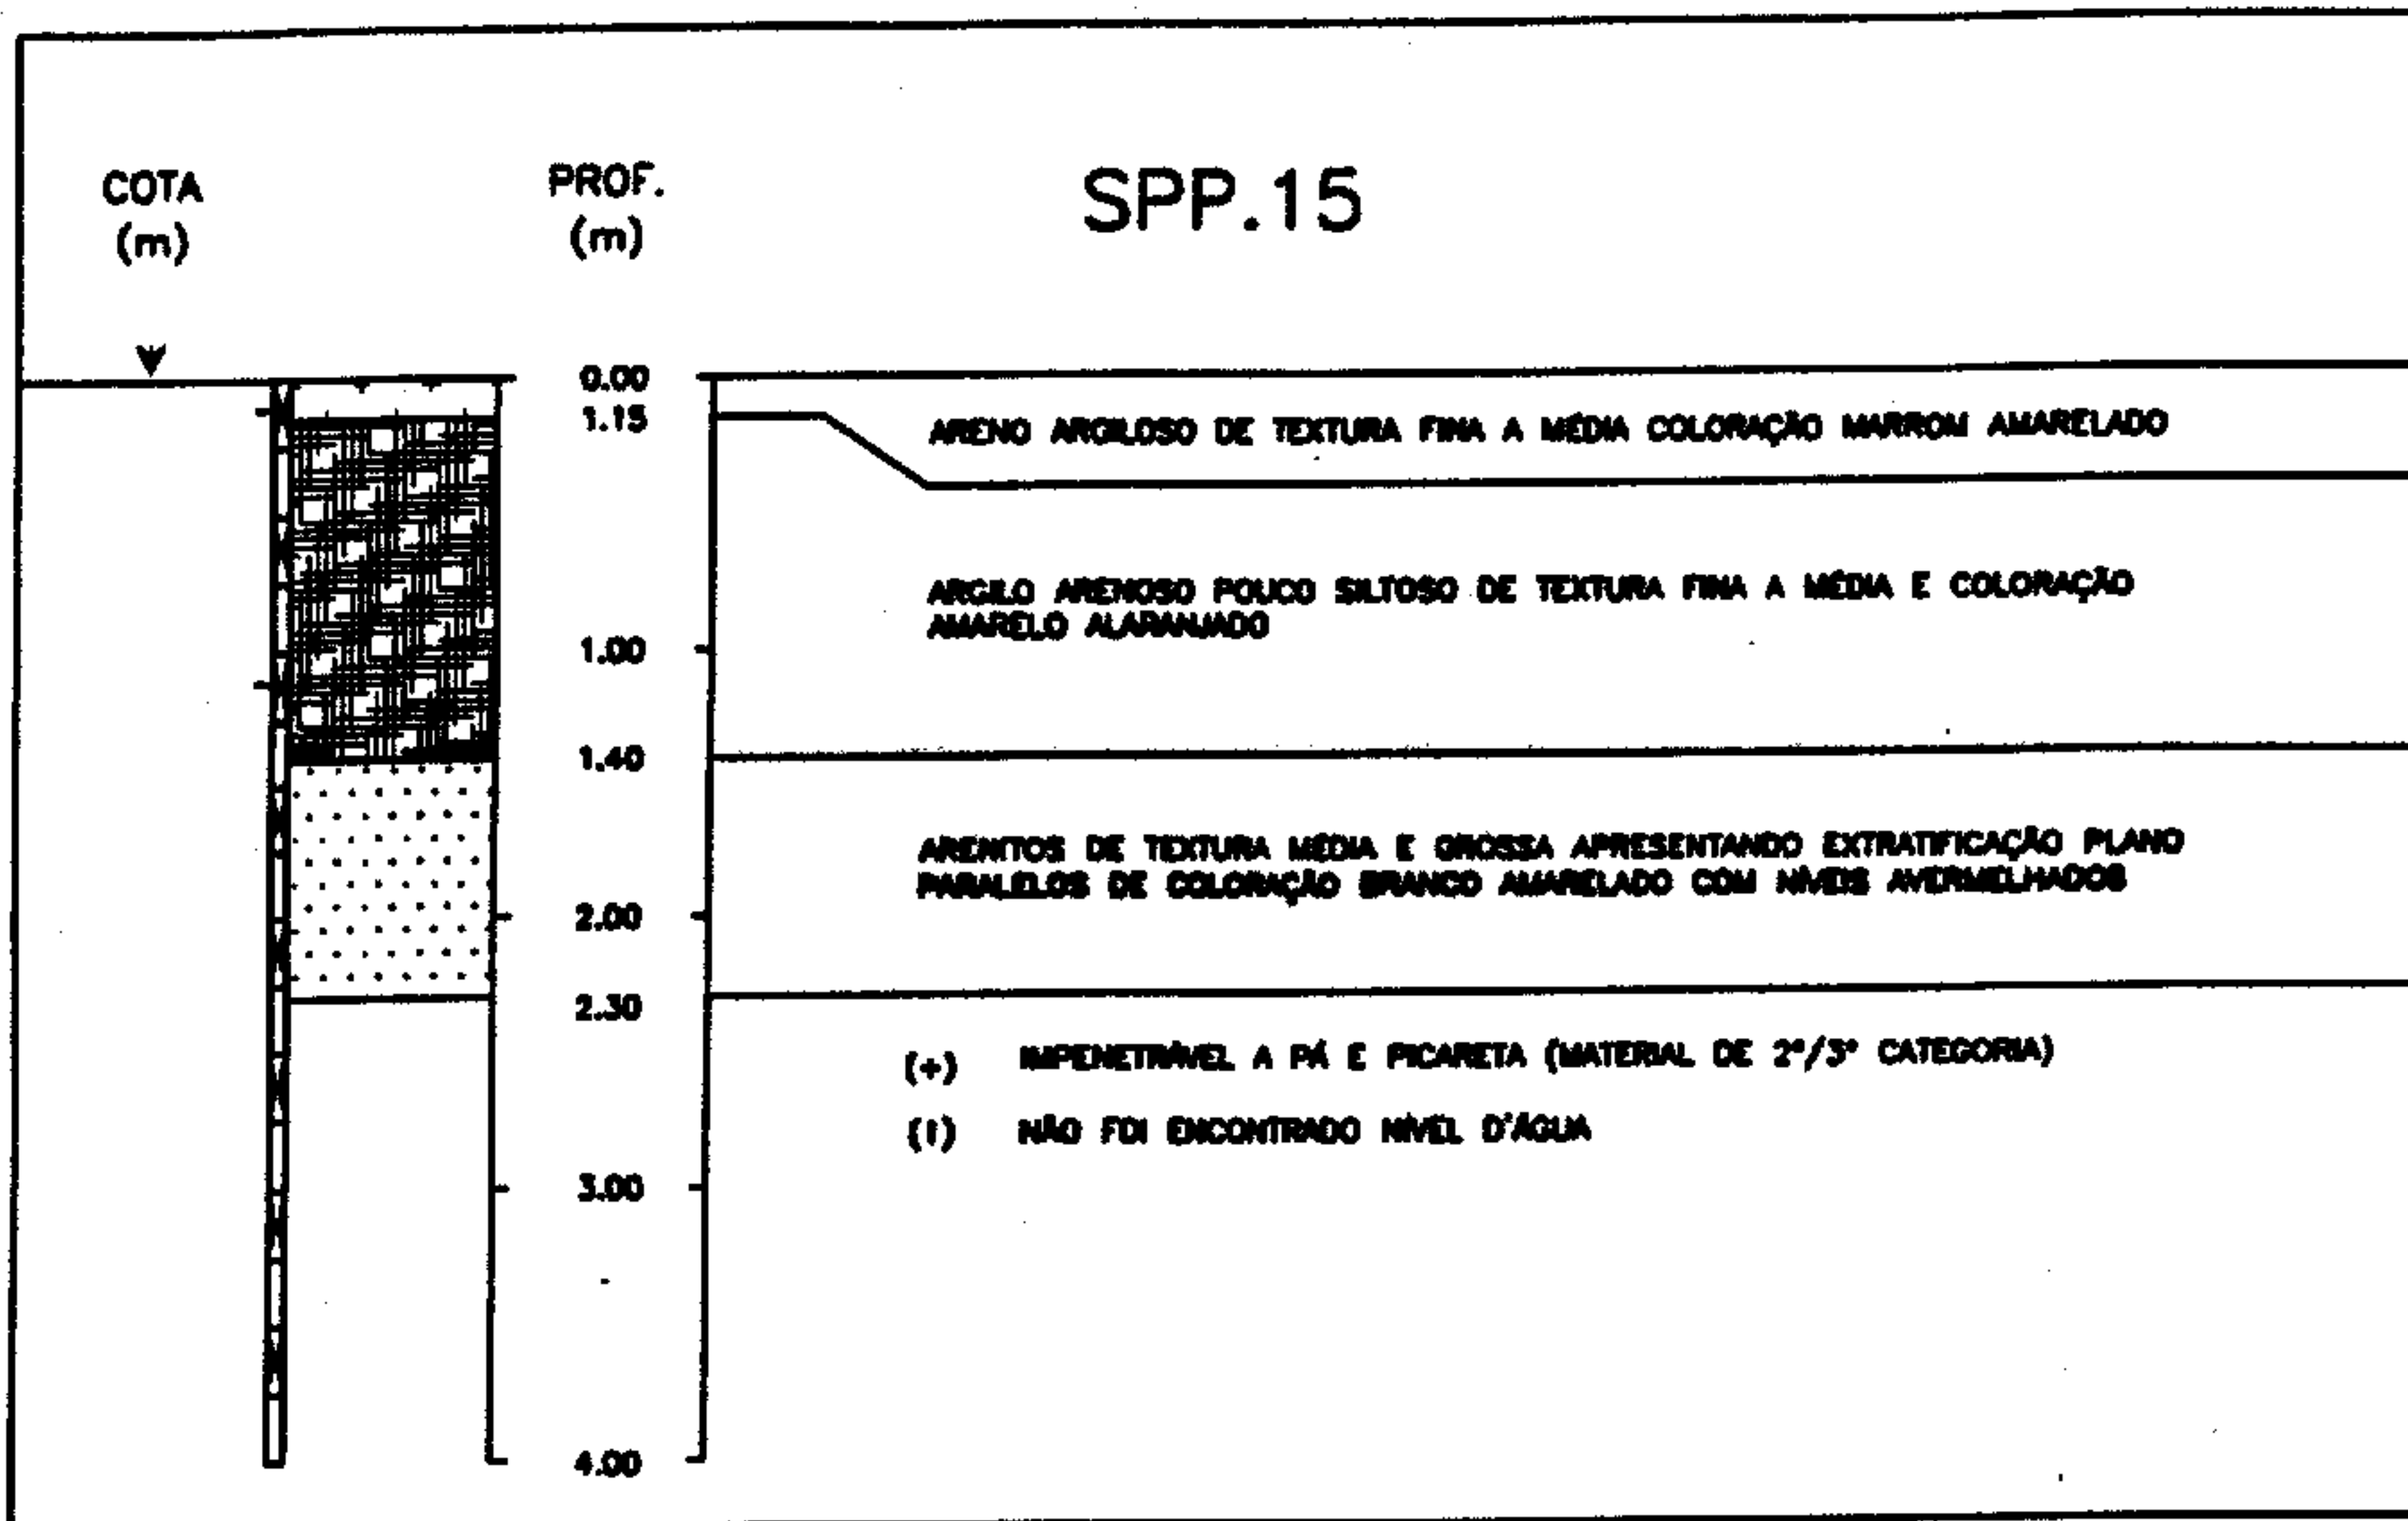 COTA
(m)
PROF.
(m)
SPP.15
0.00
1.15
ARENO ARGILOSO DE TEXTURA FINA A MÉDIA COLORAÇÃO MARROM AMARELADO
ARGILO ARENOSO POUCO SILTOSO DE TEXTURA FINA A MÉDIA E COLORAÇÃO
AMARELO ALARANJADO
1.00
1.40
ARENITOS DE TEXTURA MÉDIA E GROSSA APRESENTANDO EXTRATIFICAÇÃO PLANO
PARALELOS DE COLORAÇÃO BRANCO AMARELADO COM NÍVEIS AVERMELHADOS
2.00
2.30
(+) IMPENETRÁVEL A PÁ E PICARETA (MATERIAL DE 2ª/3ª CATEGORIA)
(I) NÃO FOI ENCONTRADO NÍVEL D'ÁGUA
3.00
4.00